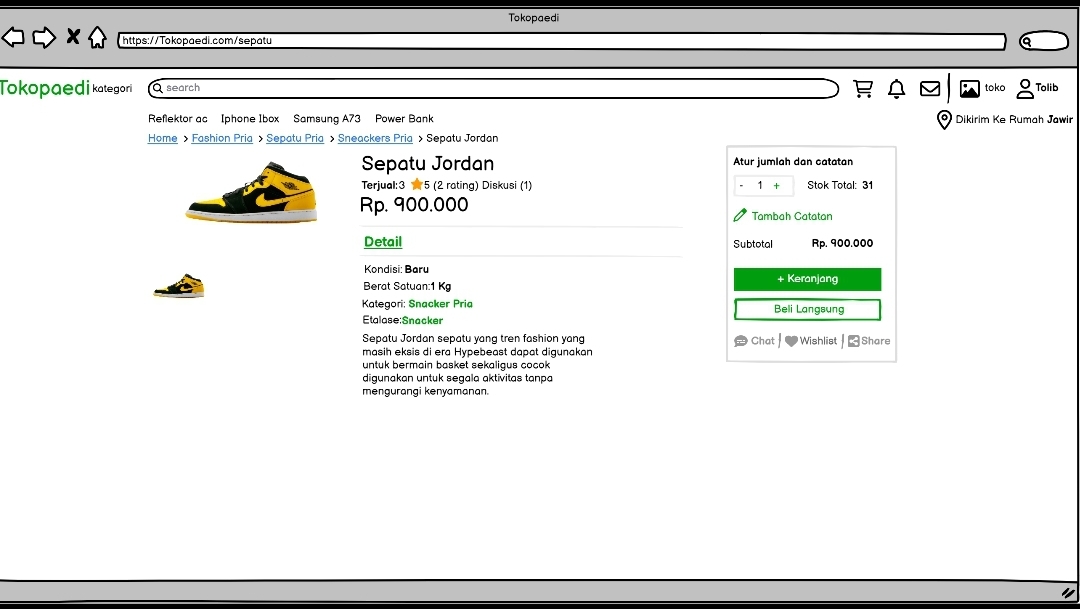 Tokopaedi
https://Tokopaedi.com/sepatu
Tokopaedi kategori search toko Tolib
Reflektor ac Iphone Ibox Samsung A73 Power Bank Dikirim Ke Rumah Jawir
Home > Fashion Pria > Sepatu Pria > Sneackers Pria > Sepatu Jordan
Sepatu Jordan
Terjual:3 5 (2 rating) Diskusi (1)
Rp. 900.000
Detail
Kondisi: Baru
Berat Satuan:1 Kg
Kategori: Snacker Pria
Etalase:Snacker
Sepatu Jordan sepatu yang tren fashion yang
masih eksis di era Hypebeast dapat digunakan
untuk bermain basket sekaligus cocok
digunakan untuk segala aktivitas tanpa
mengurangi kenyamanan.
Atur jumlah dan catatan
- 1 + Stok Total: 31
Tambah Catatan
Subtotal Rp. 900.000
+ Keranjang
Beli Langsung
Chat | Wishlist | Share